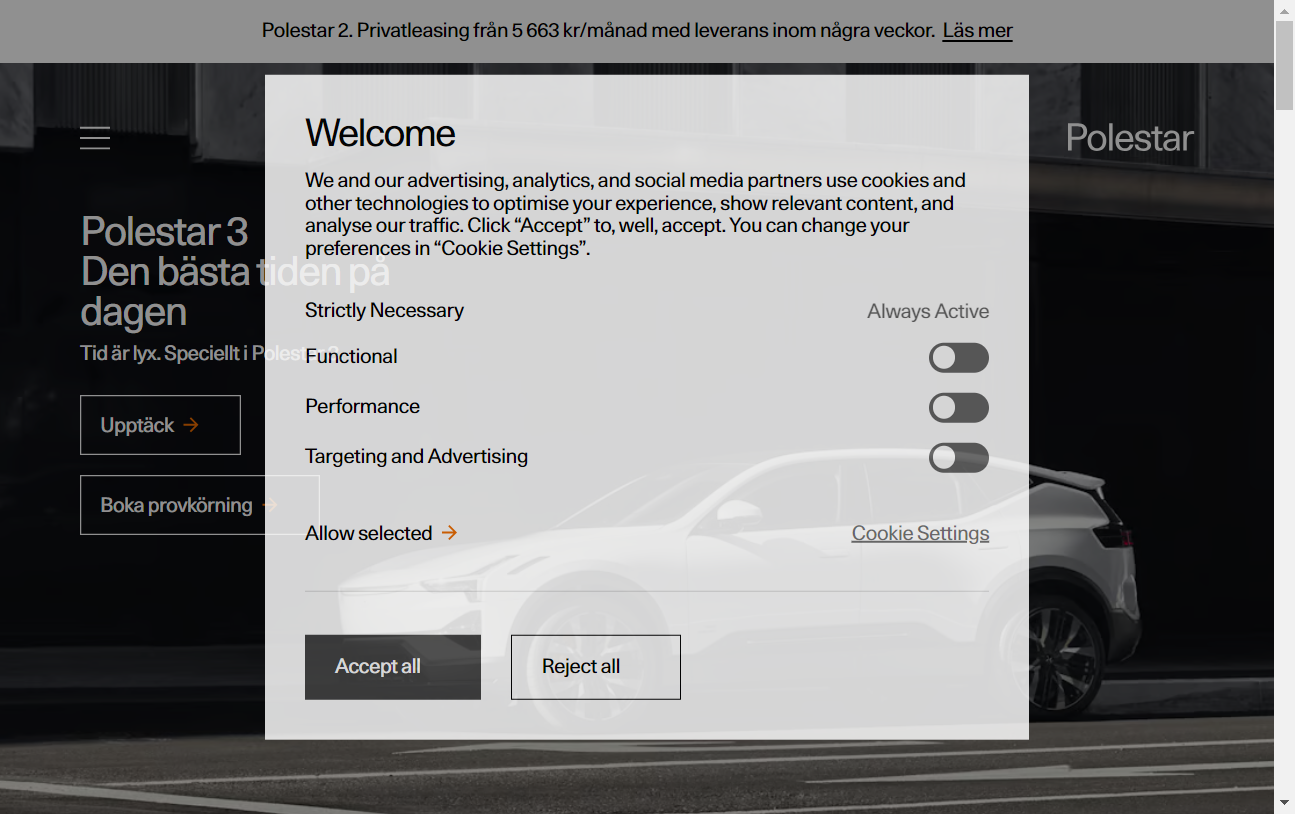 Polestar 2. Privatleasing från 5 663 kr/månad med leverans inom några veckor. Läs mer
Polestar
Welcome
We and our advertising, analytics, and social media partners use cookies and
other technologies to optimise your experience, show relevant content, and
analyse our traffic. Click “Accept” to, well, accept. You can change your
preferences in “Cookie Settings”.
Strictly Necessary Always Active
Functional
Performance
Targeting and Advertising
Allow selected Cookie Settings
Accept all Reject all
Polestar 3
Den bästa tiden på
dagen
Tid är lyx. Speciellt i Polestar 3.
Upptäck
Boka provkörning